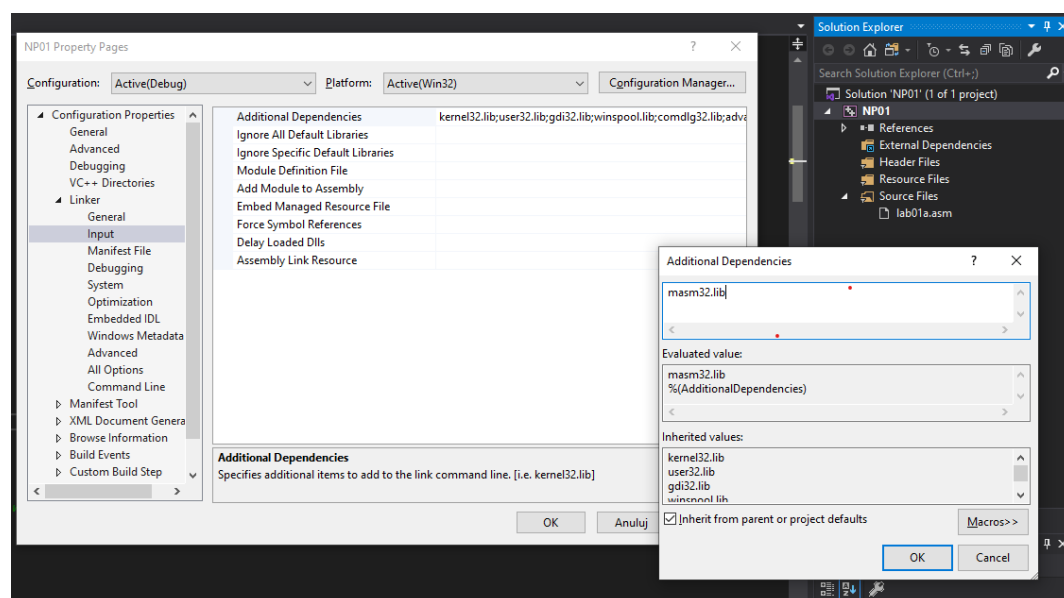 NP01 Property Pages
?
Configuration:
Active(Debug)
Platform:
Active(Win32)
Configuration Manager...
Configuration Properties
General
Advanced
Debugging
VC++ Directories
Linker
General
Input
Manifest File
Debugging
System
Optimization
Embedded IDL
Windows Metadata
Advanced
All Options
Command Line
Manifest Tool
XML Document Genera
Browse Information
Build Events
Custom Build Step
Additional Dependencies kernel32.lib;user32.lib;gdi32.lib;winspool.lib;comdlg32.lib;adva
Ignore All Default Libraries
Ignore Specific Default Libraries
Module Definition File
Add Module to Assembly
Embed Managed Resource File
Force Symbol References
Delay Loaded Dlls
Assembly Link Resource
Additional Dependencies
Specifies additional items to add to the link command line. [i.e. kernel32.lib]
OK
Anuluj
Solution Explorer
Search Solution Explorer (Ctrl+;)
Solution 'NP01' (1 of 1 project)
NP01
References
External Dependencies
Header Files
Resource Files
Source Files
lab01a.asm
Additional Dependencies
?
masm32.lib
Evaluated value:
masm32.lib
%(AdditionalDependencies)
Inherited values:
kernel32.lib
user32.lib
gdi32.lib
winspool.lib
Inherit from parent or project defaults
Macros>>
OK
Cancel